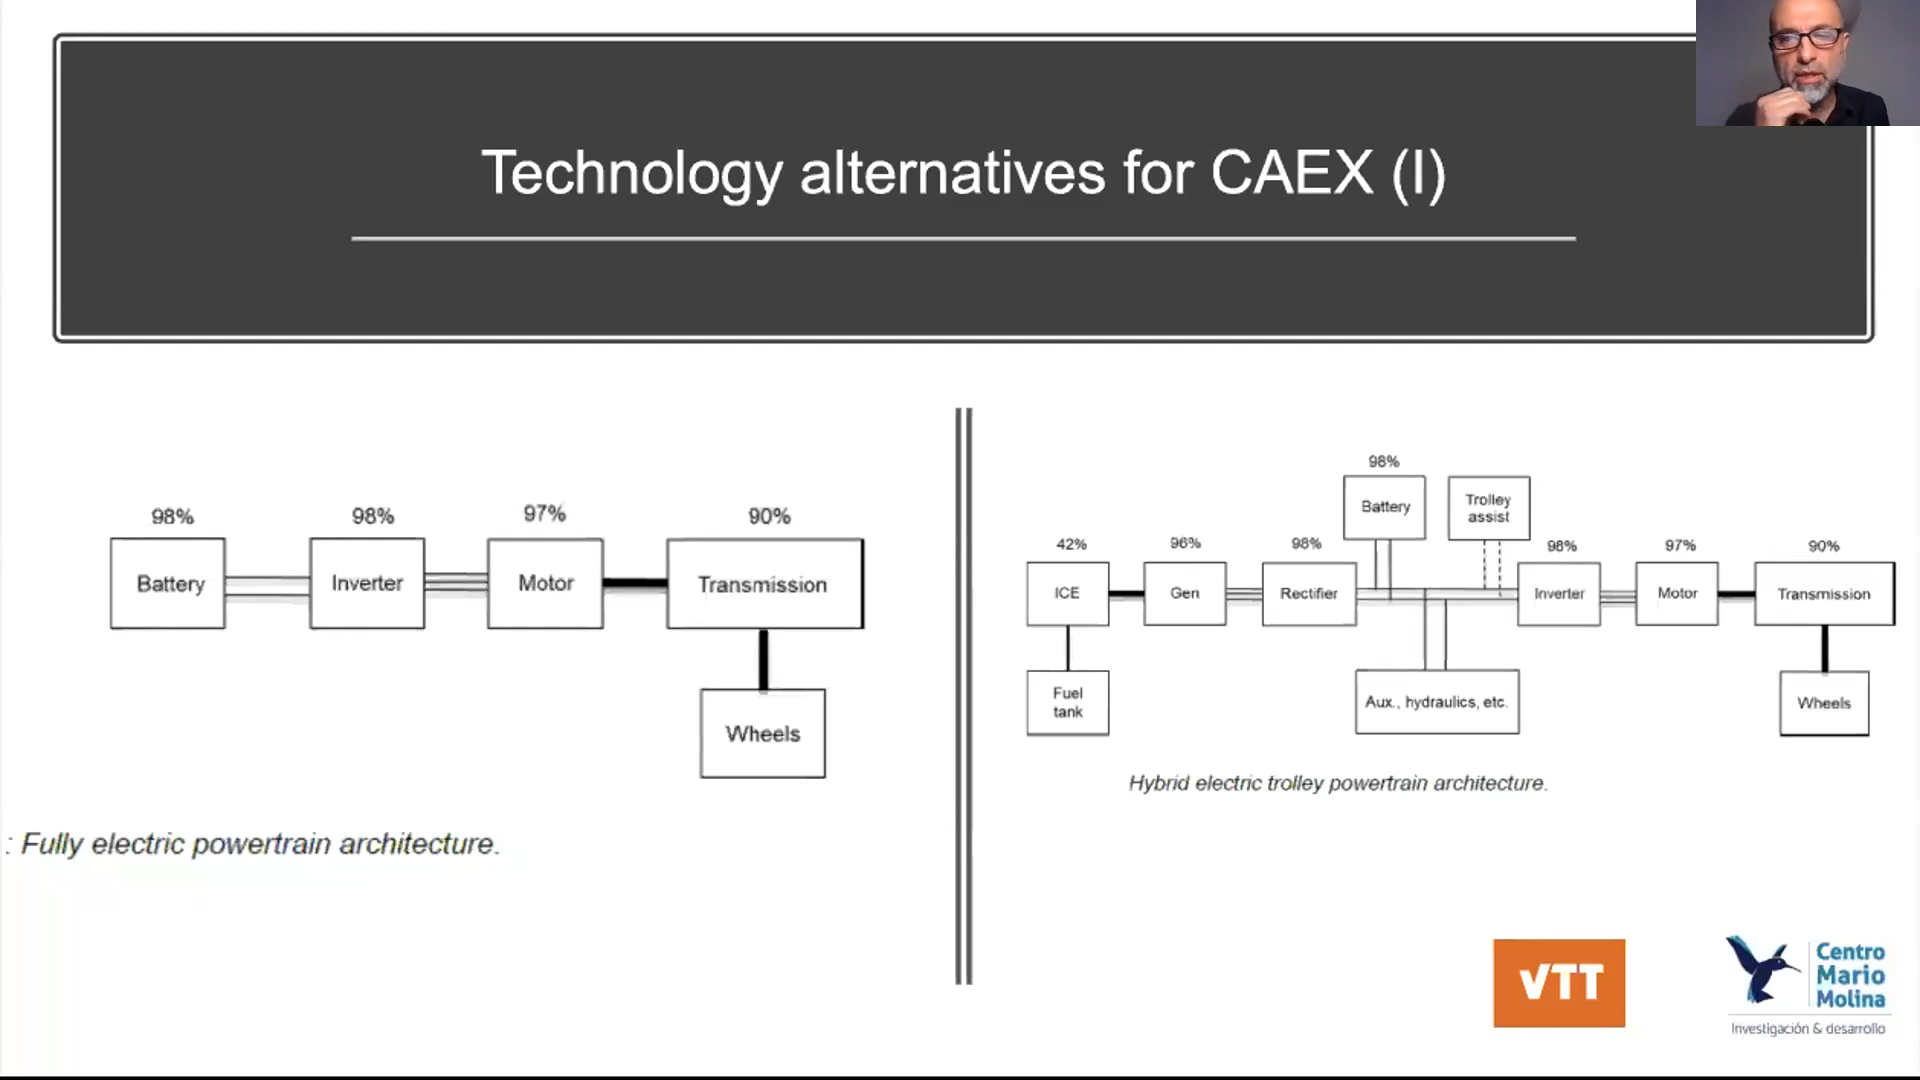 Technology alternatives for CAEX (I)
98%
98%
97%
90%
Battery
Inverter
Motor
Transmission
Wheels
: Fully electric powertrain architecture.
98%
Battery
Trolley
assist
42%
96%
98%
98%
97%
90%
ICE
Gen
Rectifier
Inverter
Motor
Transmission
Fuel
tank
Aux., hydraulics, etc.
Wheels
Hybrid electric trolley powertrain architecture.
VTT
Centro
Mario
Molina
Investigación & desarrollo